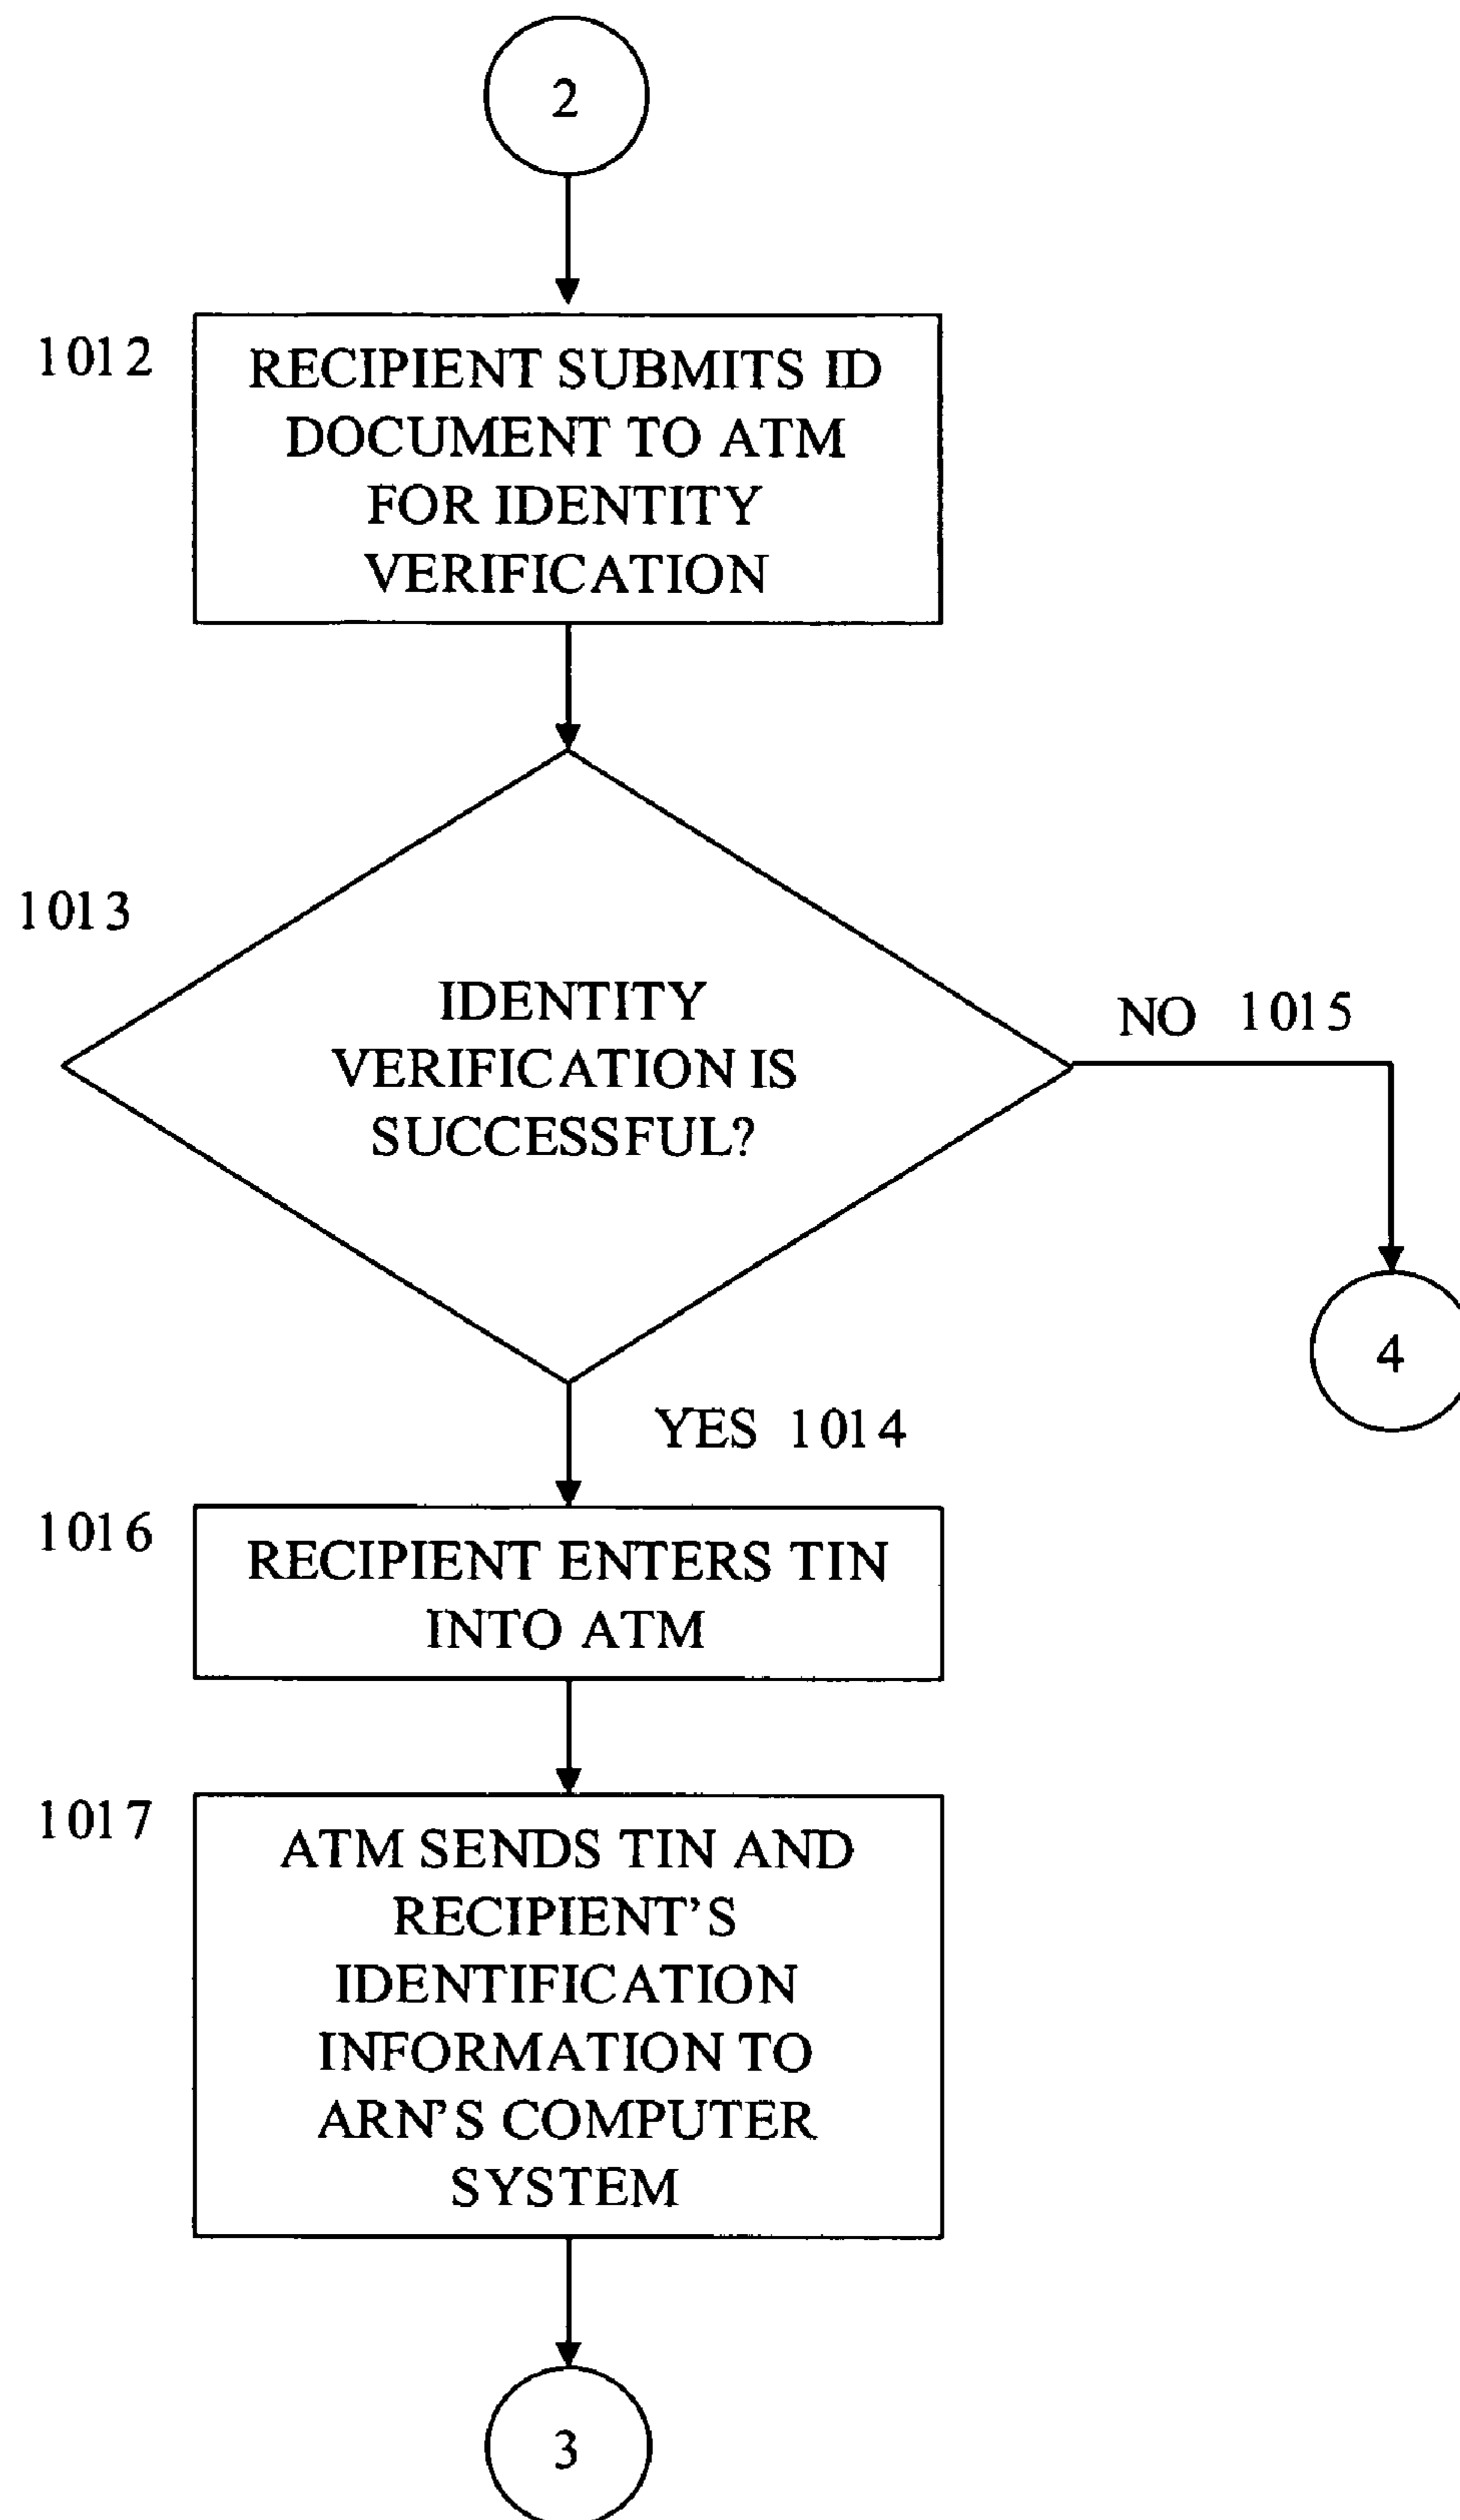 2
1012
RECIPIENT SUBMITS ID
DOCUMENT TO ATM
FOR IDENTITY
VERIFICATION
1013
IDENTITY
VERIFICATION IS
SUCCESSFUL?
NO 1015
4
YES 1014
1016
RECIPIENT ENTERS TIN
INTO ATM
1017
ATM SENDS TIN AND
RECIPIENT'S
IDENTIFICATION
INFORMATION TO
ARN'S COMPUTER
SYSTEM
3